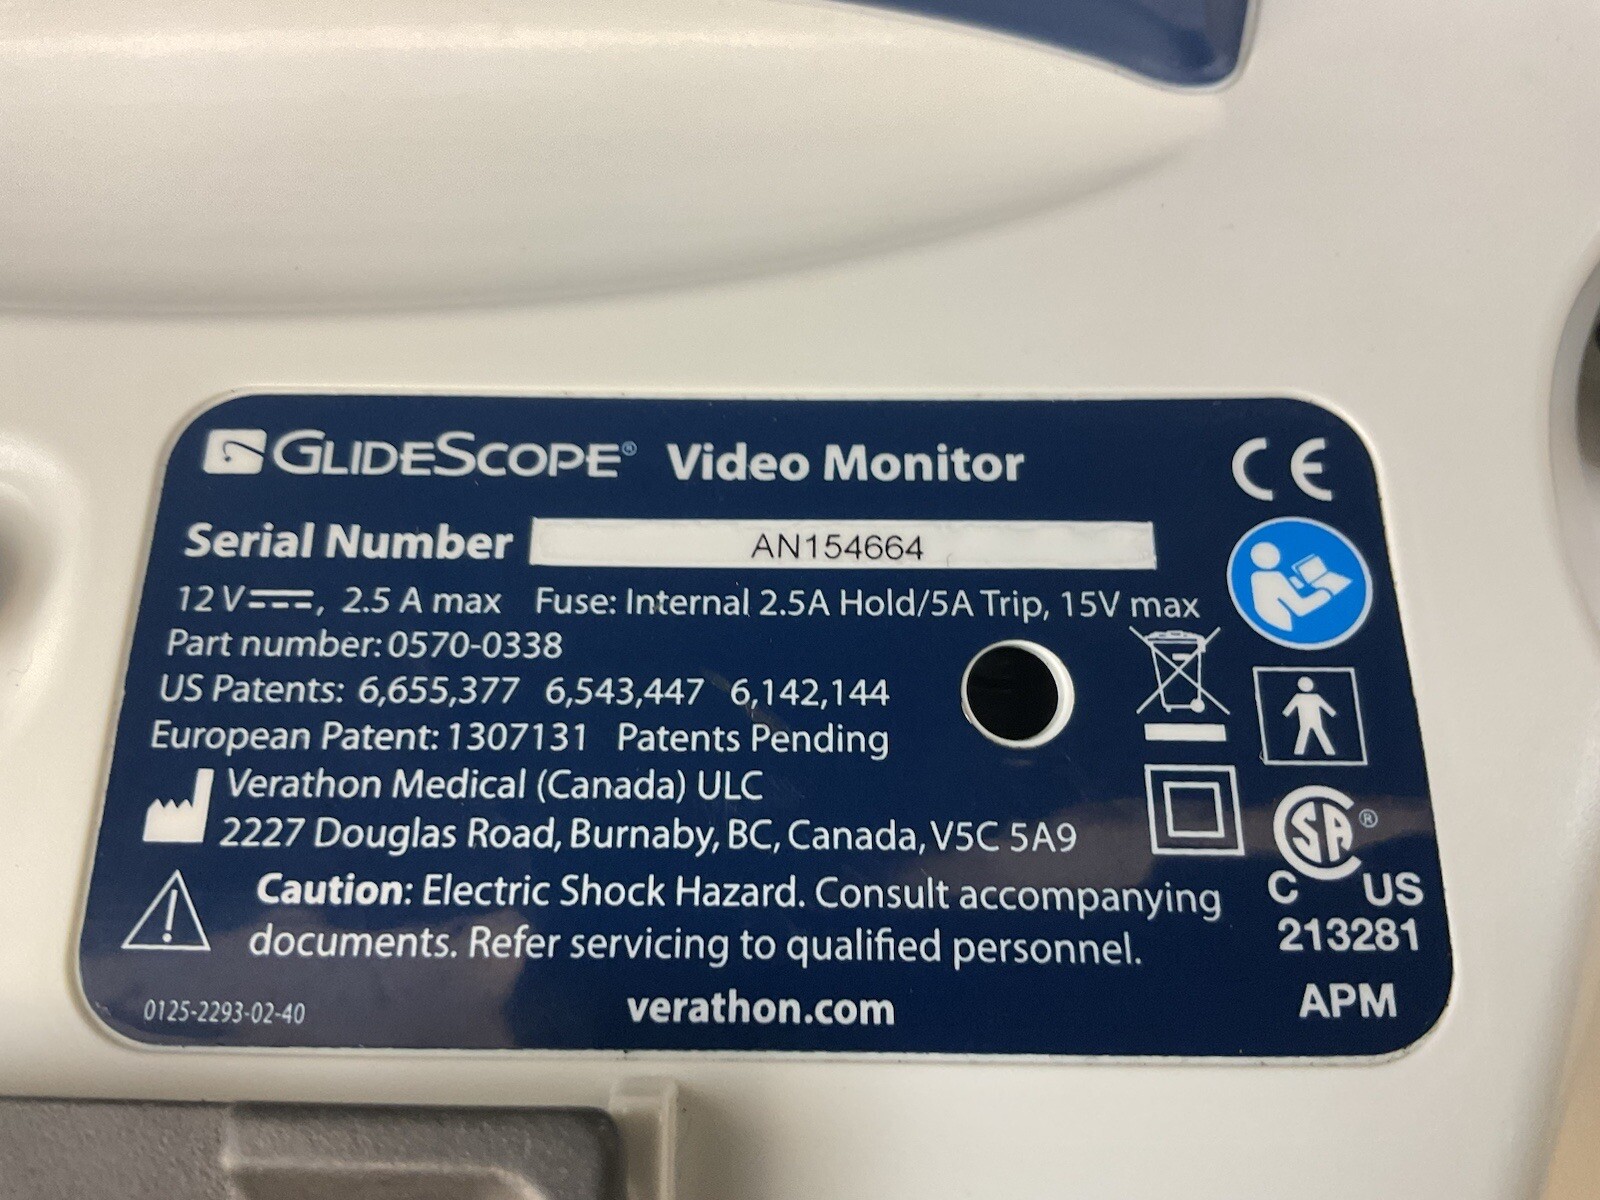 GLIDESCOPE® Video Monitor
CE
Serial Number AN154664
12 V⎓, 2.5 A max Fuse: Internal 2.5A Hold/5A Trip, 15V max
Part number: 0570-0338
US Patents: 6,655,377 6,543,447 6,142,144
European Patent: 1307131 Patents Pending
Verathon Medical (Canada) ULC
2227 Douglas Road, Burnaby, BC, Canada, V5C 5A9
Caution: Electric Shock Hazard. Consult accompanying
documents. Refer servicing to qualified personnel.
0125-2293-02-40
verathon.com
SA®
C US
213281
APM